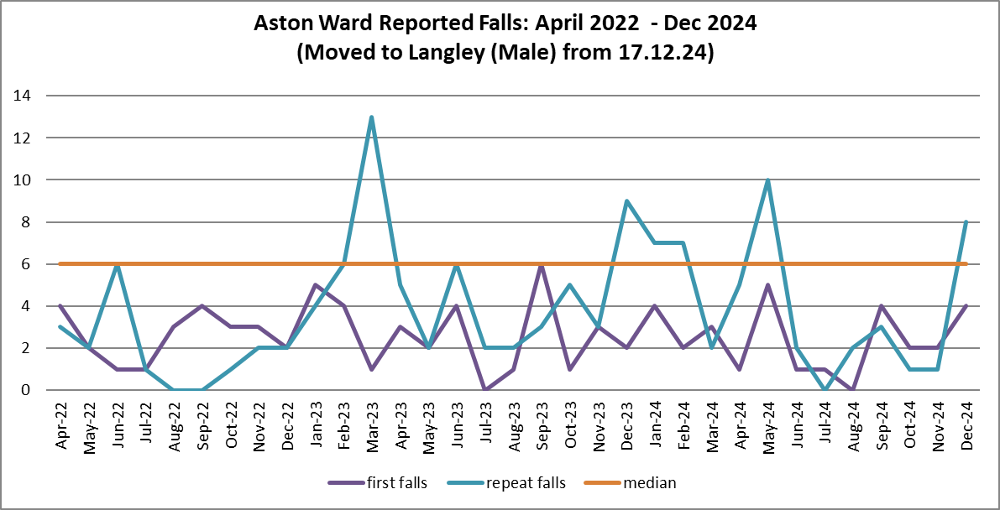 Aston Ward Reported Falls: April 2022  - Dec 2024
(Moved to Langley (Male) from 17.12.24)
14
12
10
8
6
4
2
0
Apr-22
May-22
Jun-22
Jul-22
Aug-22
Sep-22
Oct-22
Nov-22
Dec-22
Jan-23
Feb-23
Mar-23
Apr-23
May-23
Jun-23
Jul-23
Aug-23
Sep-23
Oct-23
Nov-23
Dec-23
Jan-24
Feb-24
Mar-24
Apr-24
May-24
Jun-24
Jul-24
Aug-24
Sep-24
Oct-24
Nov-24
Dec-24
first falls
repeat falls
median